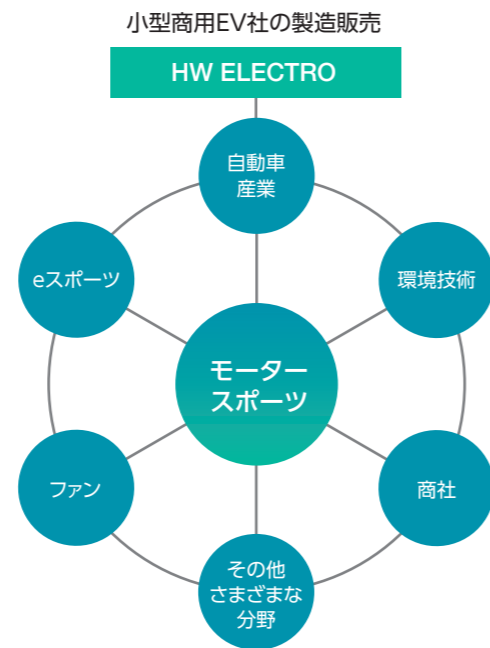 小型商用EV社の製造販売
HW ELECTRO
自動車
産業
eスポーツ
環境技術
モーター
スポーツ
ファン
商社
その他
さまざまな
分野